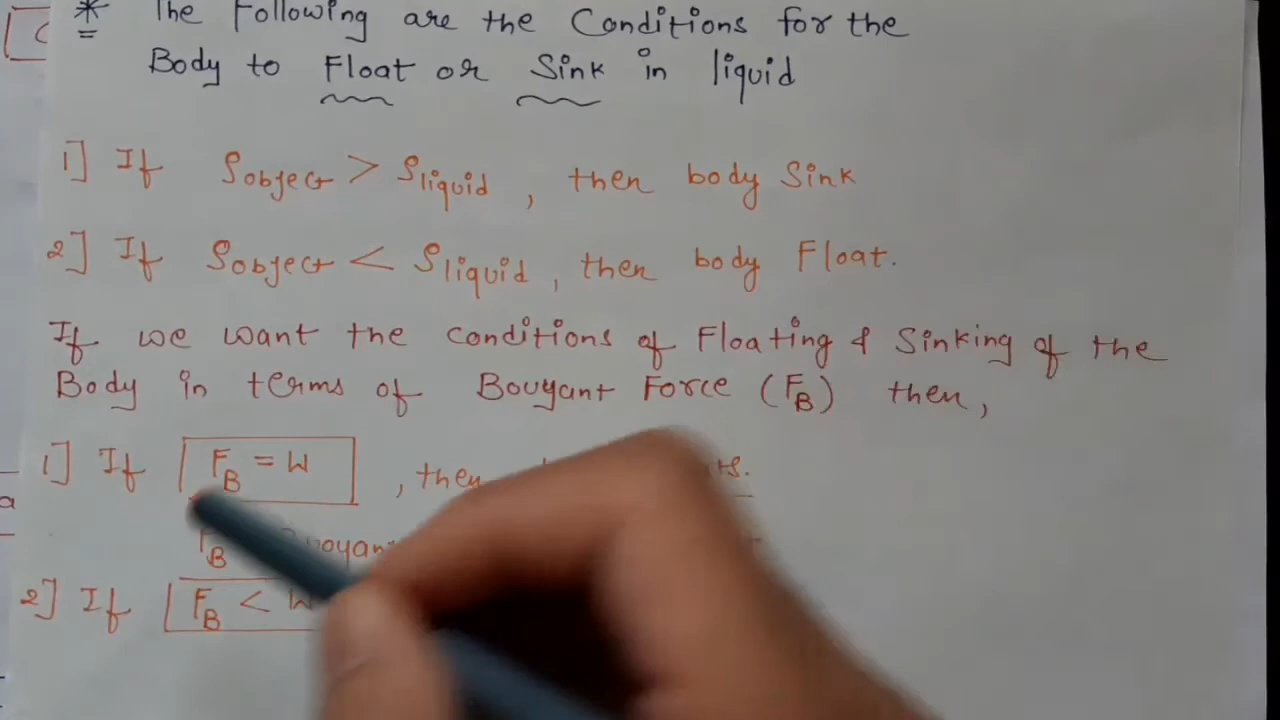 * The Following are the Conditions for the
Body to Float or Sink in liquid
1] If ρobject > ρliquid , then body Sink
2] If ρobject < ρliquid , then body Float.
If we want the conditions of Floating & Sinking of the
Body in terms of Bouyant Force (FB) then,
1] If FB = W , then
FB
2] If FB < W